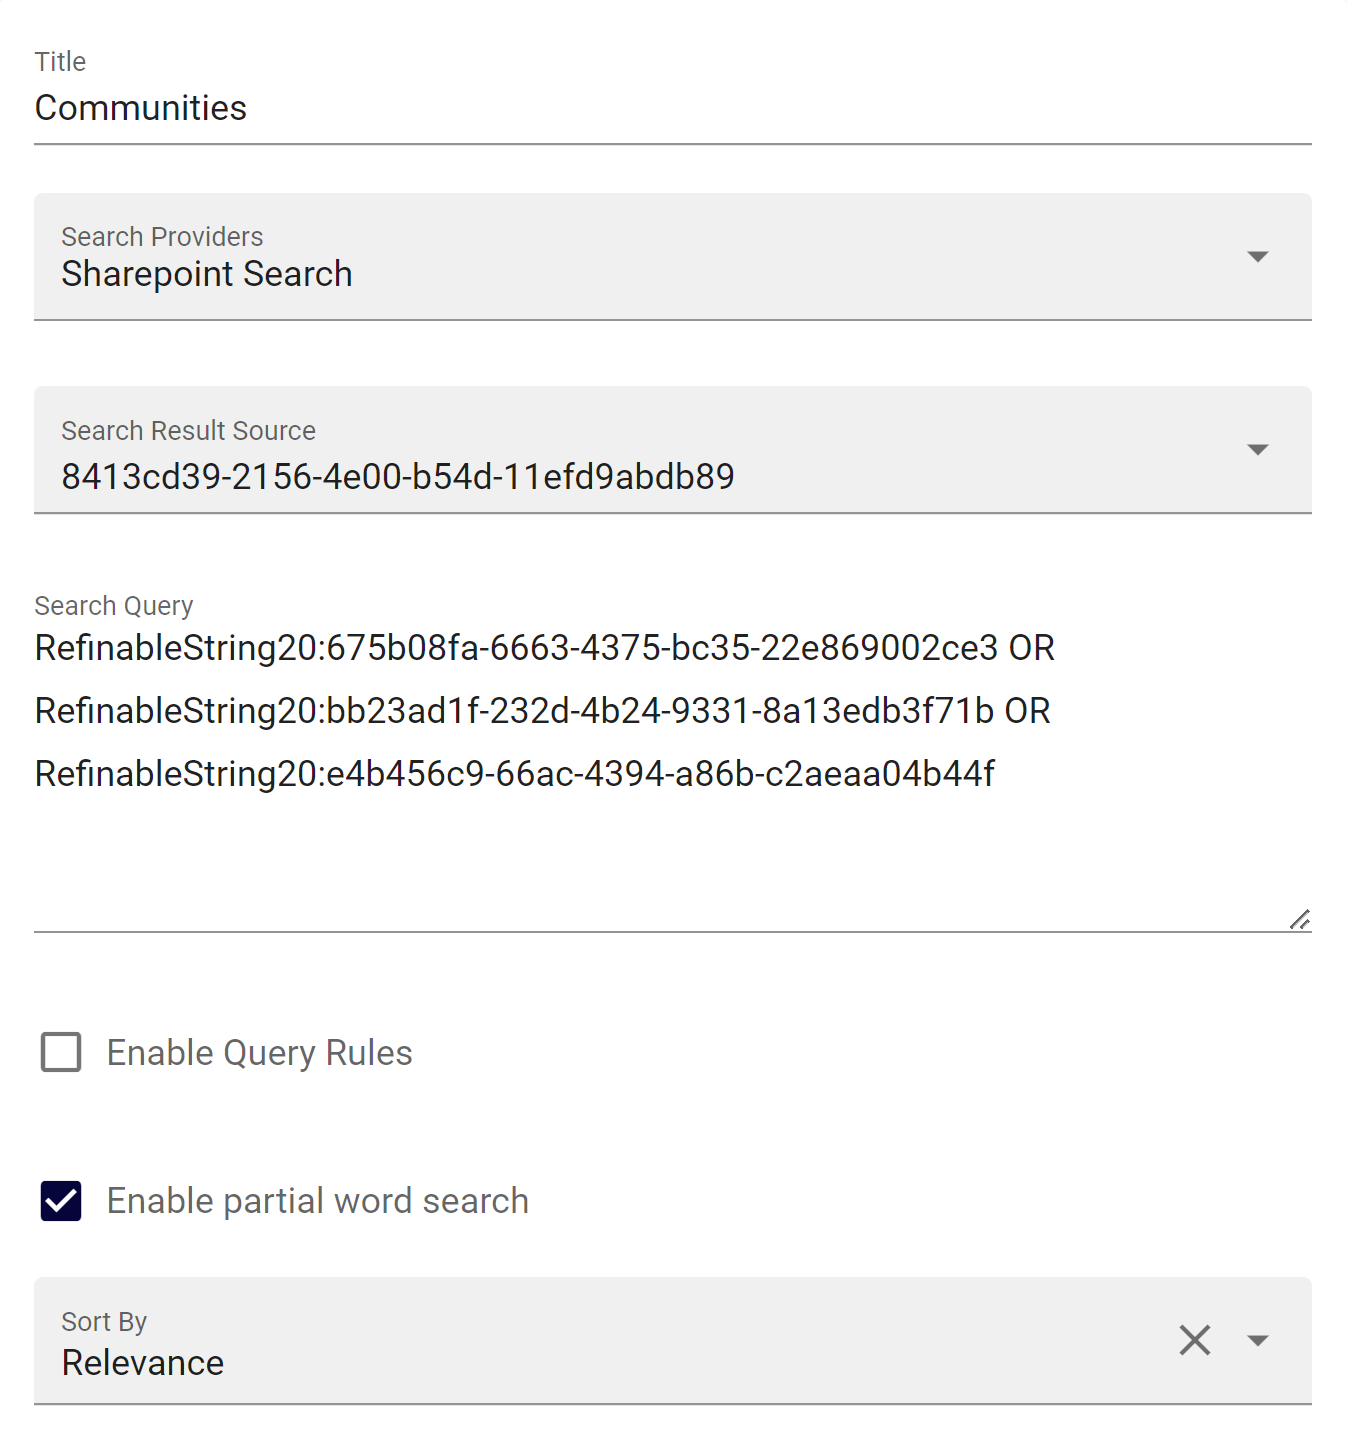 Title
Communities
Search Providers
Sharepoint Search
Search Result Source
8413cd39-2156-4e00-b54d-11efd9abdb89
Search Query
RefinableString20:675b08fa-6663-4375-bc35-22e869002ce3 OR
RefinableString20:bb23ad1f-232d-4b24-9331-8a13edb3f71b OR
RefinableString20:e4b456c9-66ac-4394-a86b-c2aeaa04b44f
Enable Query Rules
Enable partial word search
Sort By
Relevance